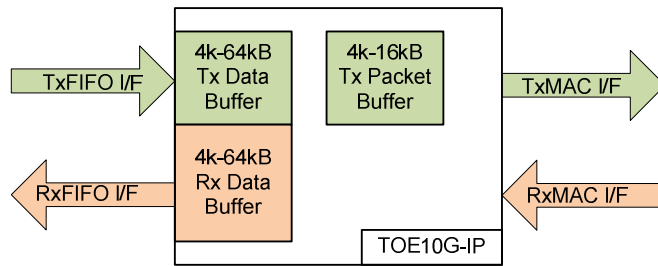 4k-64kB
Tx Data
Buffer
4k-16kB
Tx Packet
Buffer
TxFIFO I/F
TxMAC I/F
4k-64kB
Rx Data
Buffer
RxFIFO I/F
RxMAC I/F
TOE10G-IP